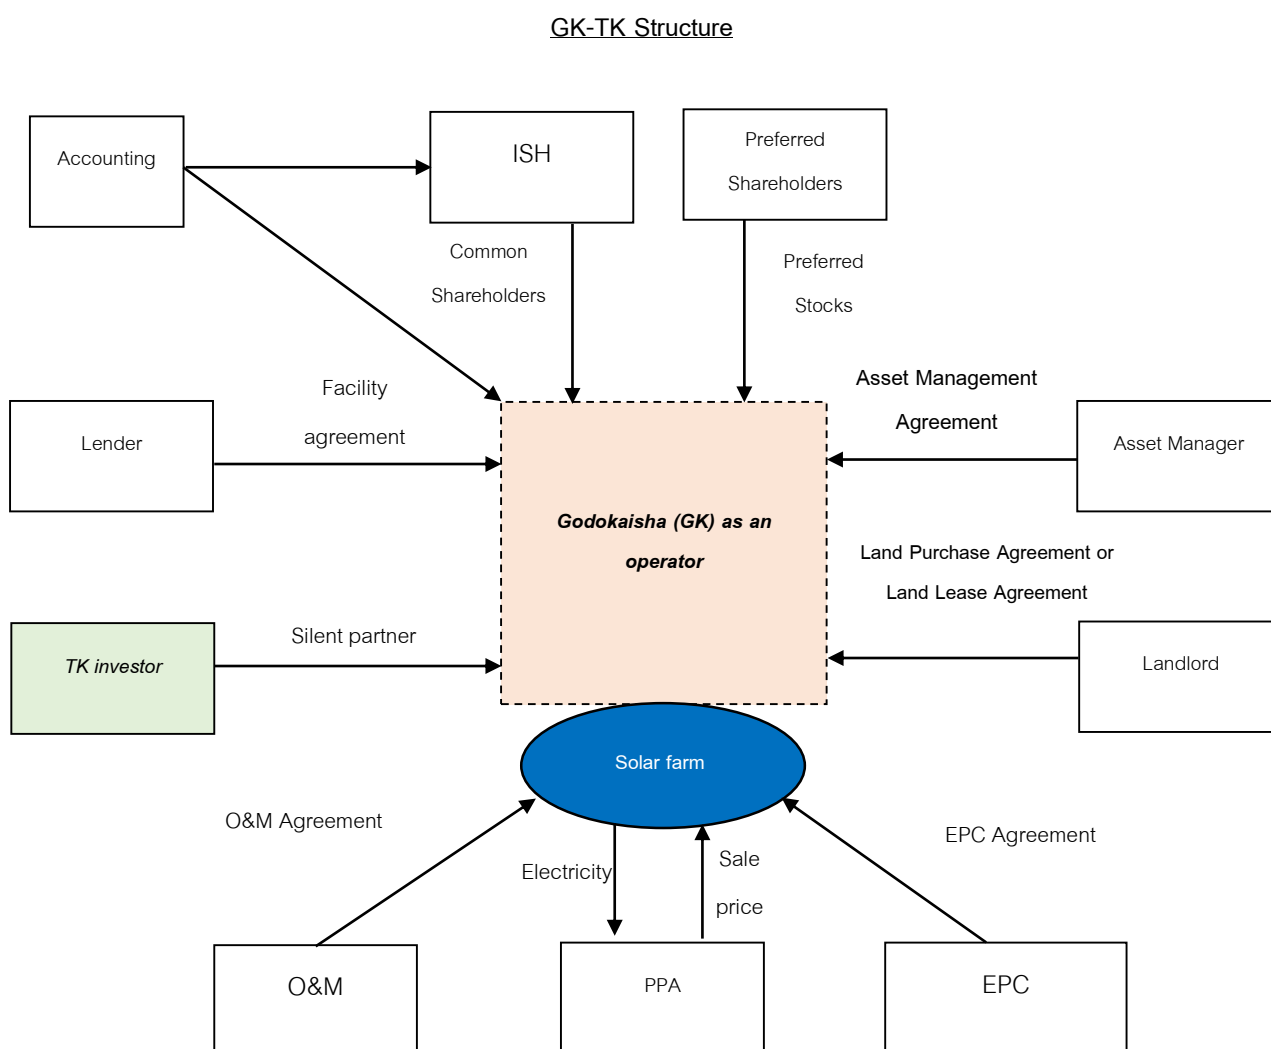 GK-TK Structure
Accounting
ISH
Preferred
Shareholders
Common
Shareholders
Preferred
Stocks
Facility
agreement
Asset Management
Agreement
Lender
Asset Manager
Godokaisha (GK) as an
operator
Land Purchase Agreement or
Land Lease Agreement
Silent partner
TK investor
Landlord
Solar farm
O&M Agreement
EPC Agreement
Electricity
Sale
price
O&M
PPA
EPC